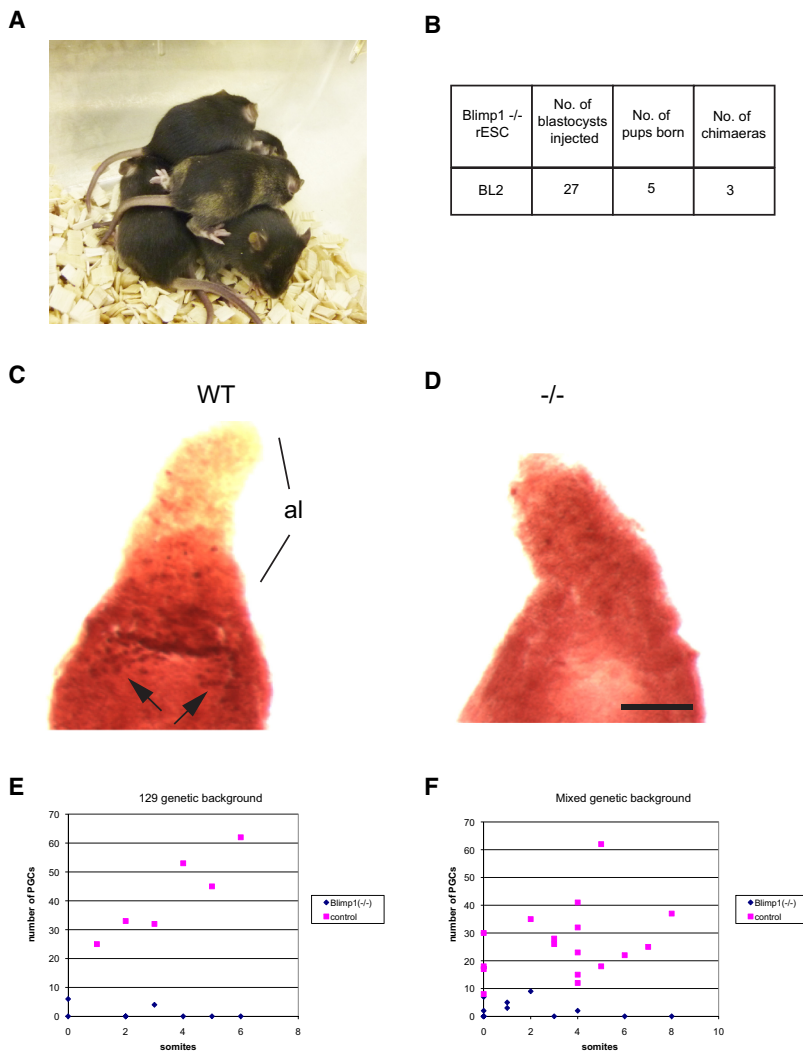 A
B
Blimp1 -/-
rESC
No. of
blastocysts
injected
No. of
pups born
No. of
chimaeras
BL2
27
5
3
C
WT
al
D
-/-
E
129 genetic background
number of PGCs
70
60
50
40
30
20
10
0
0 2 4 6 8
somites
Blimp1(-/-)
control
F
Mixed genetic background
number of PGCs
70
60
50
40
30
20
10
0
0 2 4 6 8 10
somites
Blimp1(-/-)
control